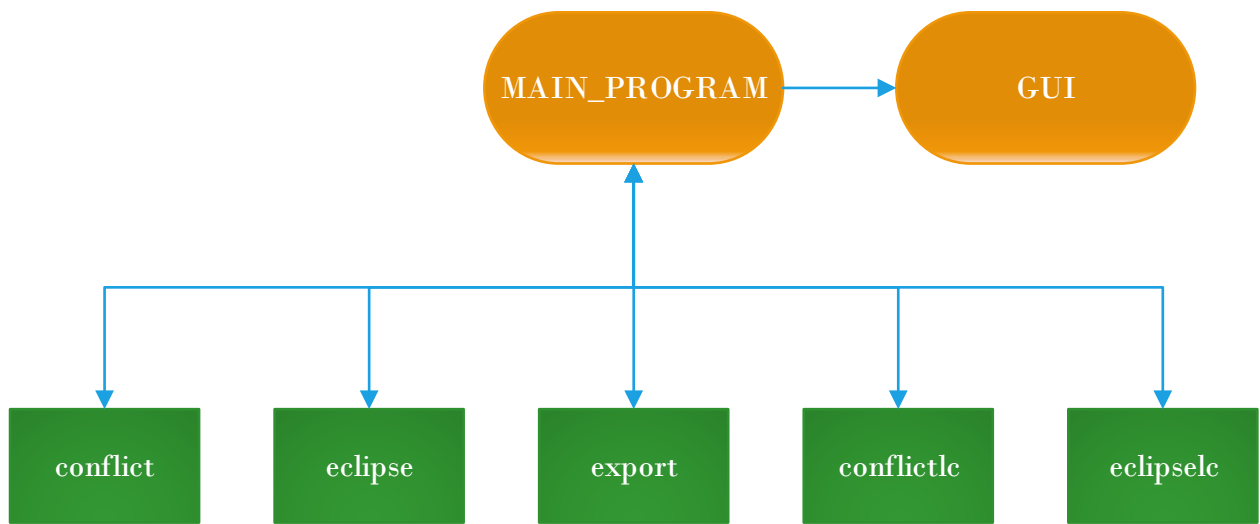 MAIN_PROGRAM
GUI
conflict
eclipse
export
conflictlc
eclipselc